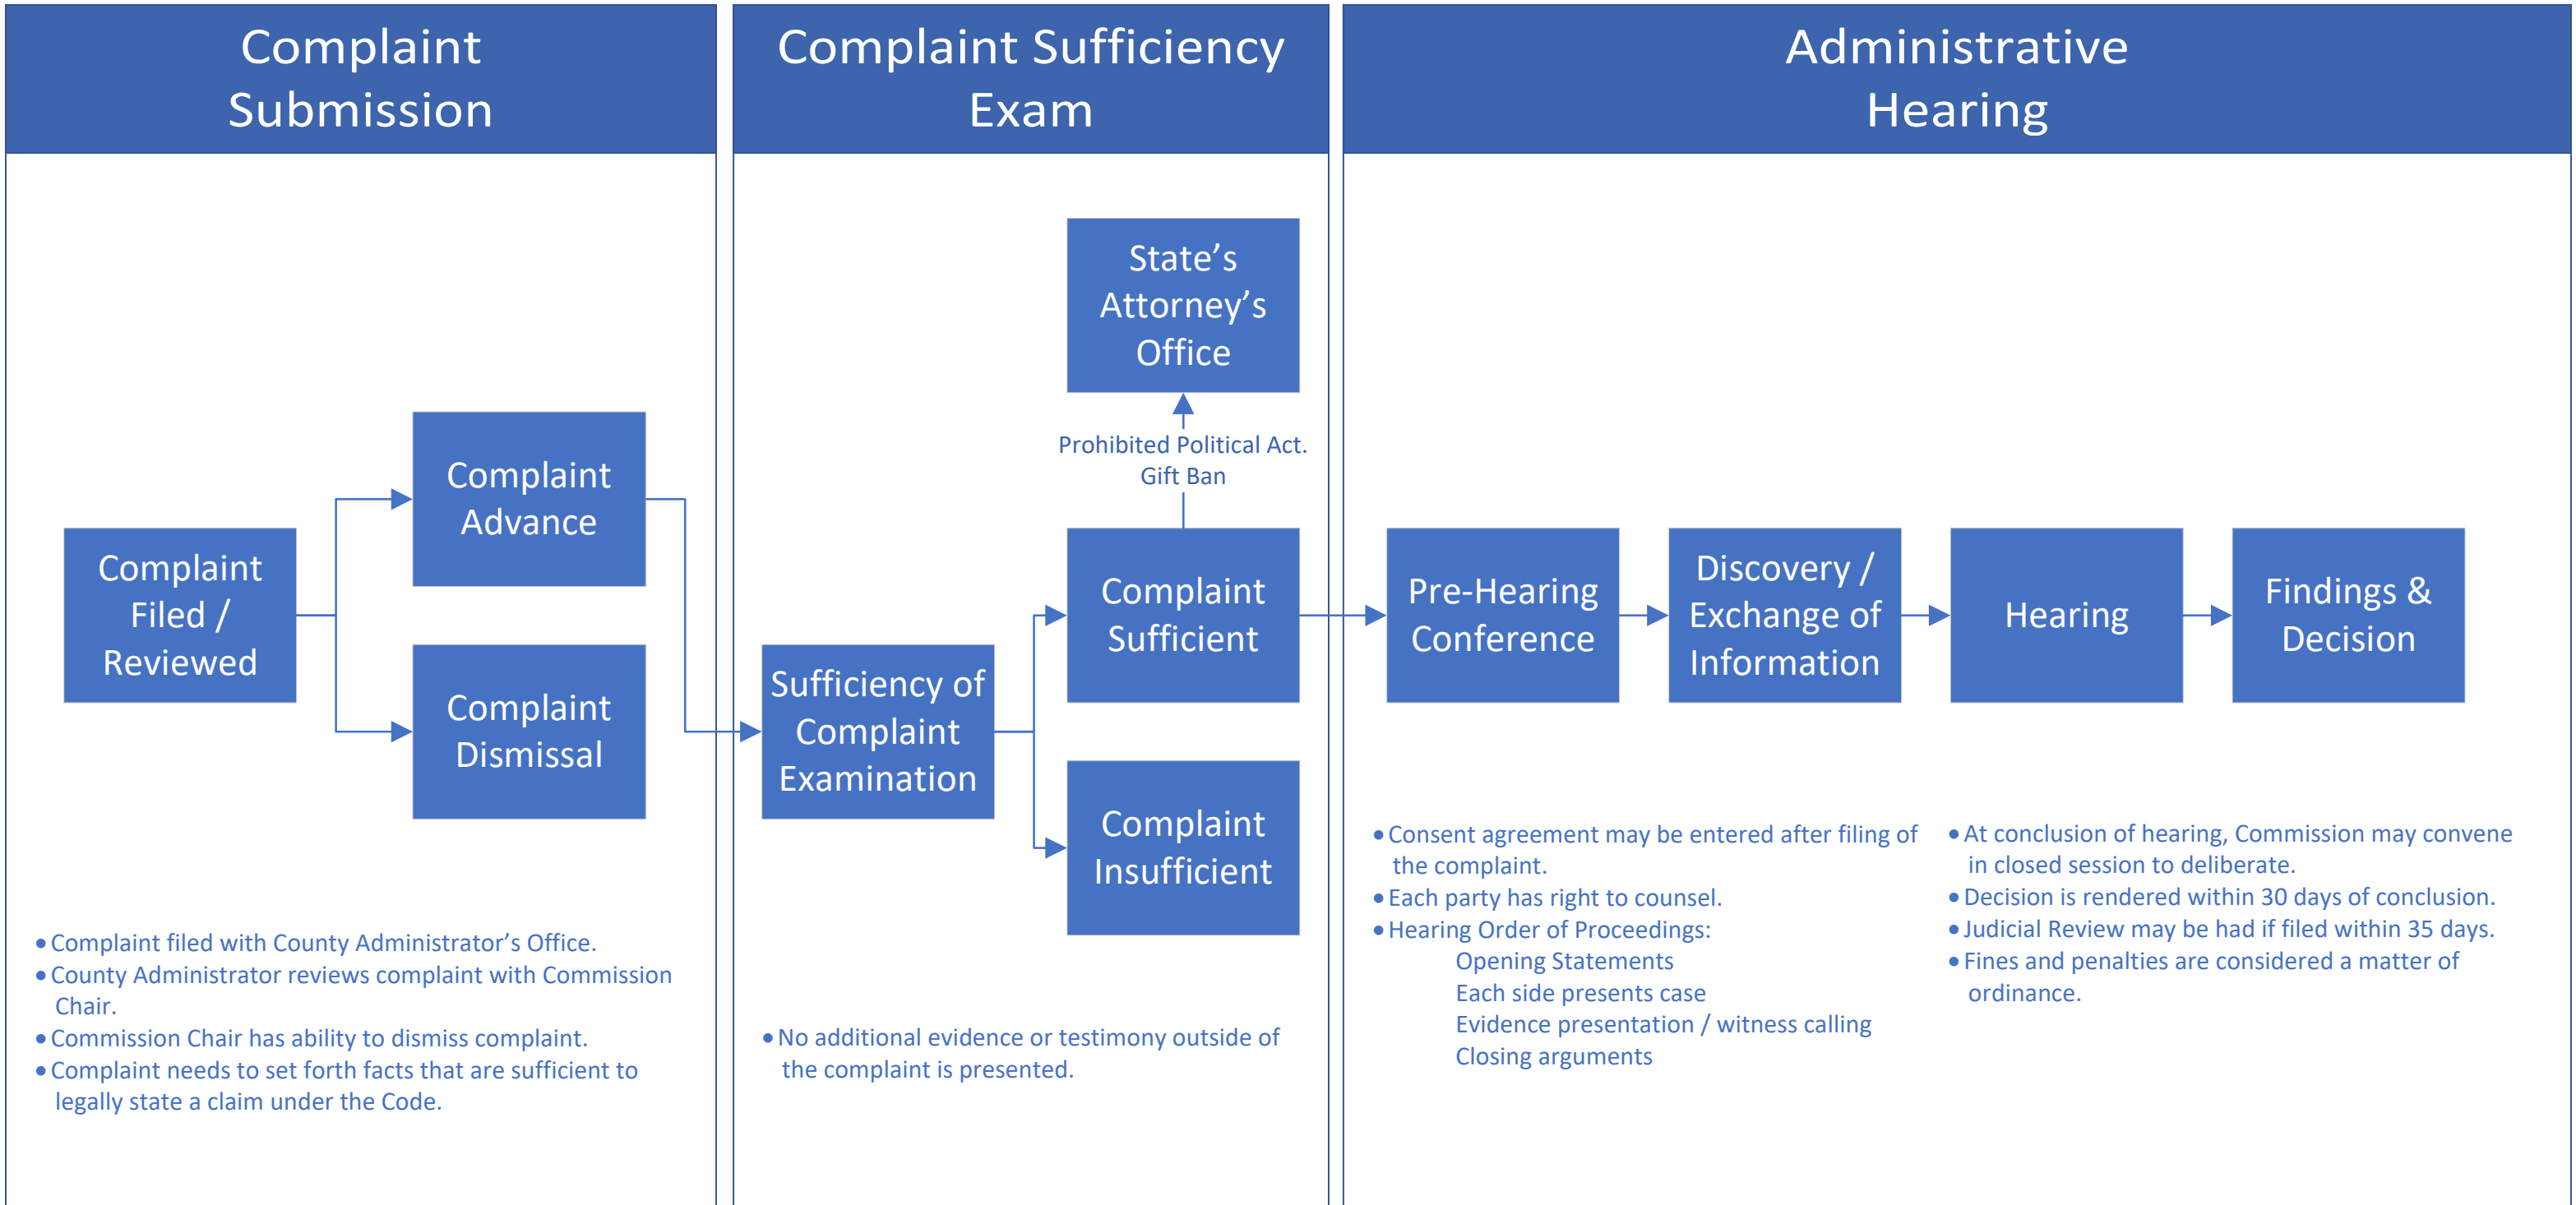 Complaint
Submission
Complaint
Filed /
Reviewed
Complaint
Advance
Complaint
Dismissal
• Complaint filed with County Administrator’s Office.
• County Administrator reviews complaint with Commission
Chair.
• Commission Chair has ability to dismiss complaint.
• Complaint needs to set forth facts that are sufficient to
legally state a claim under the Code.
Complaint Sufficiency
Exam
State’s
Attorney’s
Office
Prohibited Political Act.
Gift Ban
Complaint
Sufficient
Sufficiency of
Complaint
Examination
Complaint
Insufficient
• No additional evidence or testimony outside of
the complaint is presented.
Administrative
Hearing
Pre-Hearing
Conference
Discovery /
Exchange of
Information
Hearing
Findings &
Decision
• Consent agreement may be entered after filing of
the complaint.
• Each party has right to counsel.
• Hearing Order of Proceedings:
Opening Statements
Each side presents case
Evidence presentation / witness calling
Closing arguments
• At conclusion of hearing, Commission may convene
in closed session to deliberate.
• Decision is rendered within 30 days of conclusion.
• Judicial Review may be had if filed within 35 days.
• Fines and penalties are considered a matter of
ordinance.